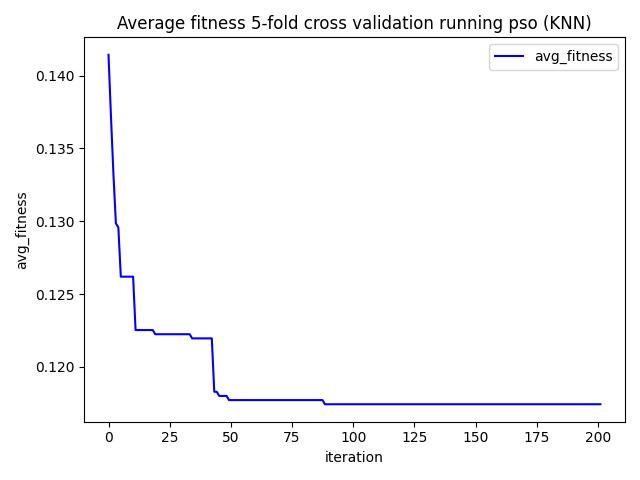 Average fitness 5-fold cross validation running pso (KNN)
avg_fitness
0.140
0.135
0.130
0.125
0.120
avg_fitness
0 25 50 75 100 125 150 175 200
iteration